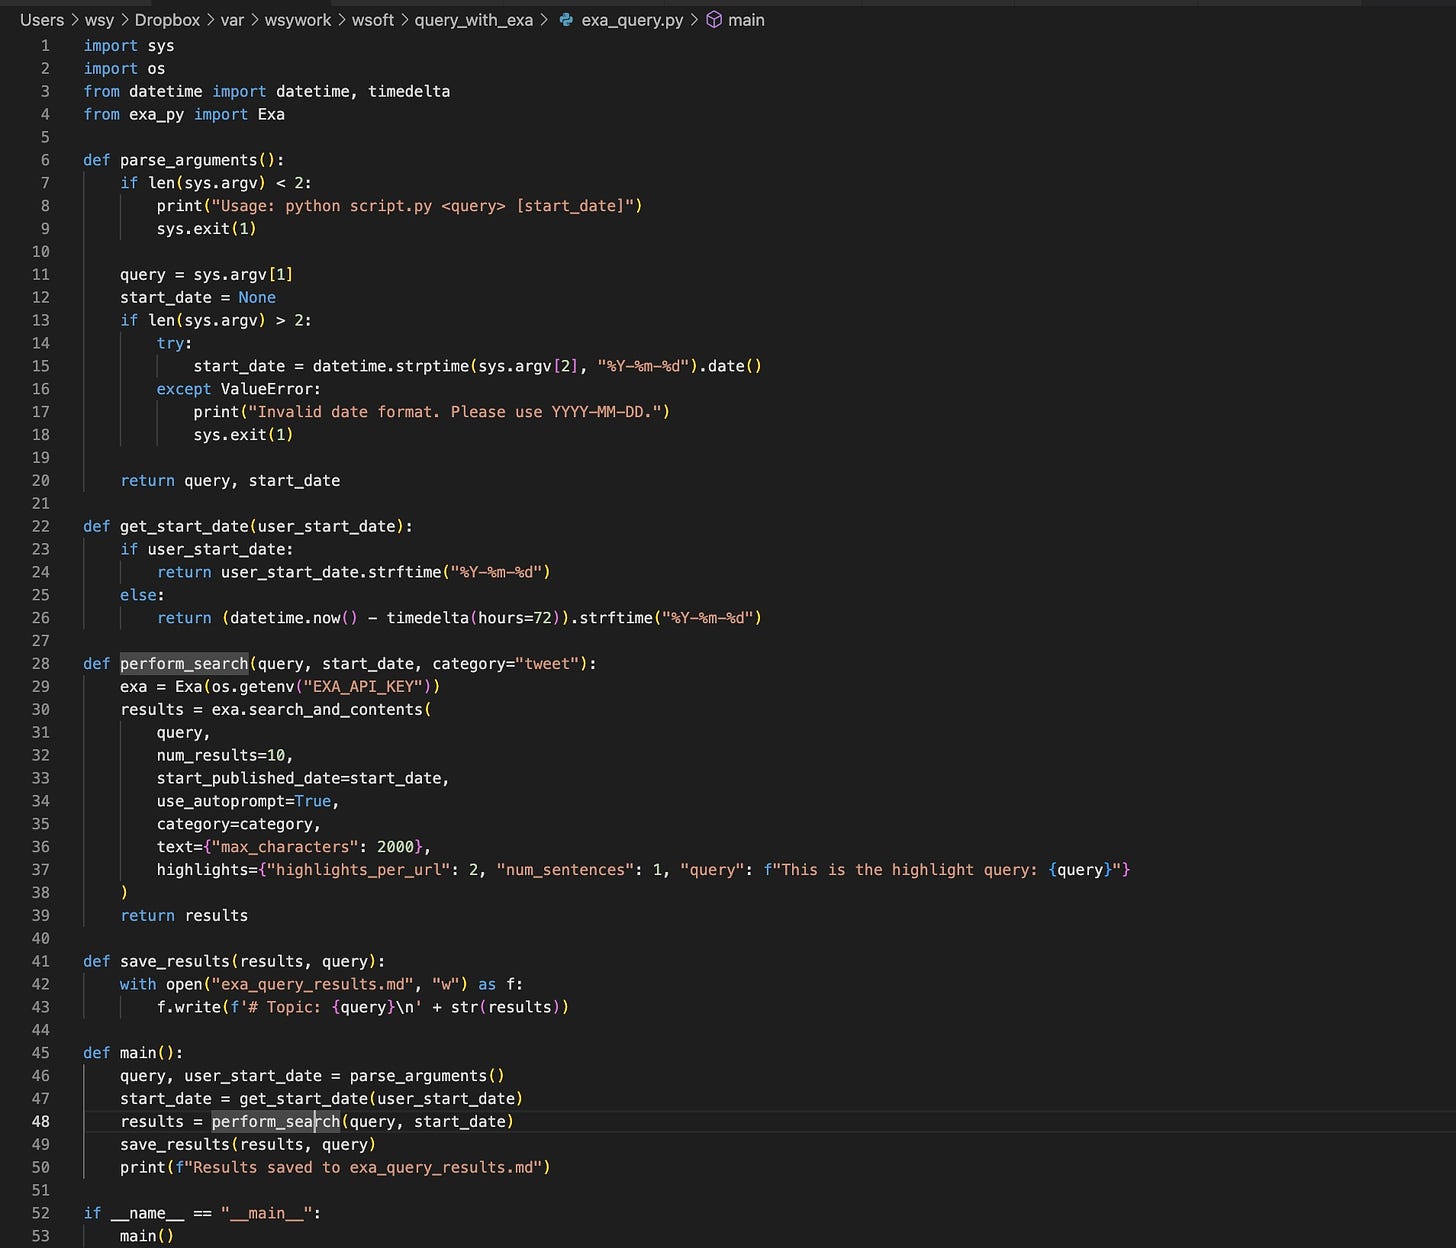 Users > wsy > Dropbox > var > wsywork > wsoft > query_with_exa > exa_query.py > main
1 import sys
2 import os
3 from datetime import datetime, timedelta
4 from exa_py import Exa
5
6 def parse_arguments():
7     if len(sys.argv) < 2:
8         print("Usage: python script.py <query> [start_date]")
9         sys.exit(1)
10
11     query = sys.argv[1]
12     start_date = None
13     if len(sys.argv) > 2:
14         try:
15             start_date = datetime.strptime(sys.argv[2], "%Y-%m-%d").date()
16         except ValueError:
17             print("Invalid date format. Please use YYYY-MM-DD.")
18             sys.exit(1)
19
20     return query, start_date
21
22 def get_start_date(user_start_date):
23     if user_start_date:
24         return user_start_date.strftime("%Y-%m-%d")
25     else:
26         return (datetime.now() - timedelta(hours=72)).strftime("%Y-%m-%d")
27
28 def perform_search(query, start_date, category="tweet"):
29     exa = Exa(os.getenv("EXA_API_KEY"))
30     results = exa.search_and_contents(
31         query,
32         num_results=10,
33         start_published_date=start_date,
34         use_autoprompt=True,
35         category=category,
36         text={"max_characters": 2000},
37         highlights={"highlights_per_url": 2, "num_sentences": 1, "query": f"This is the highlight query: {query}"}
38     )
39     return results
40
41 def save_results(results, query):
42     with open("exa_query_results.md", "w") as f:
43         f.write(f'# Topic: {query}\n' + str(results))
44
45 def main():
46     query, user_start_date = parse_arguments()
47     start_date = get_start_date(user_start_date)
48     results = perform_search(query, start_date)
49     save_results(results, query)
50     print(f"Results saved to exa_query_results.md")
51
52 if __name__ == "__main__":
53     main()